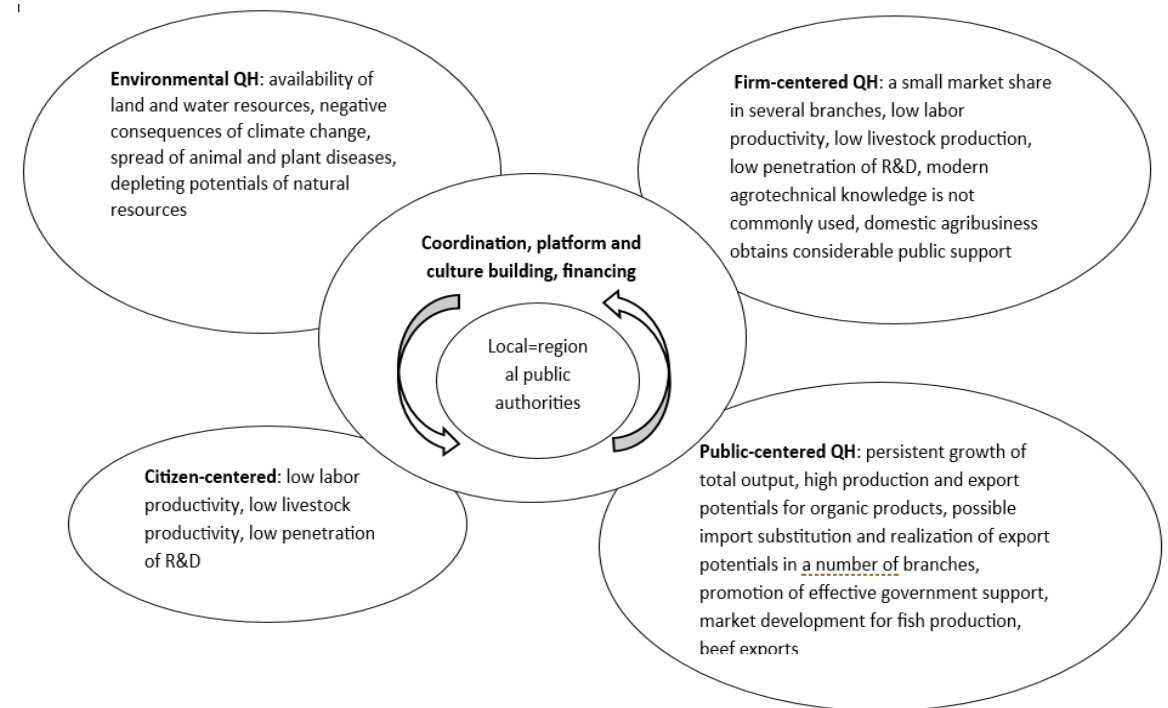 Environmental QH: availability of
land and water resources, negative
consequences of climate change,
spread of animal and plant diseases,
depleting potentials of natural
resources
Firm-centered QH: a small market share
in several branches, low labor
productivity, low livestock production,
low penetration of R&D, modern
agrotechnical knowledge is not
commonly used, domestic agribusiness
obtains considerable public support
Coordination, platform and
culture building, financing
Local=region
al public
authorities
Citizen-centered: low labor
productivity, low livestock
productivity, low penetration
of R&D
Public-centered QH: persistent growth of
total output, high production and export
potentials for organic products, possible
import substitution and realization of export
potentials in a number of branches,
promotion of effective government support,
market development for fish production,
beef exports